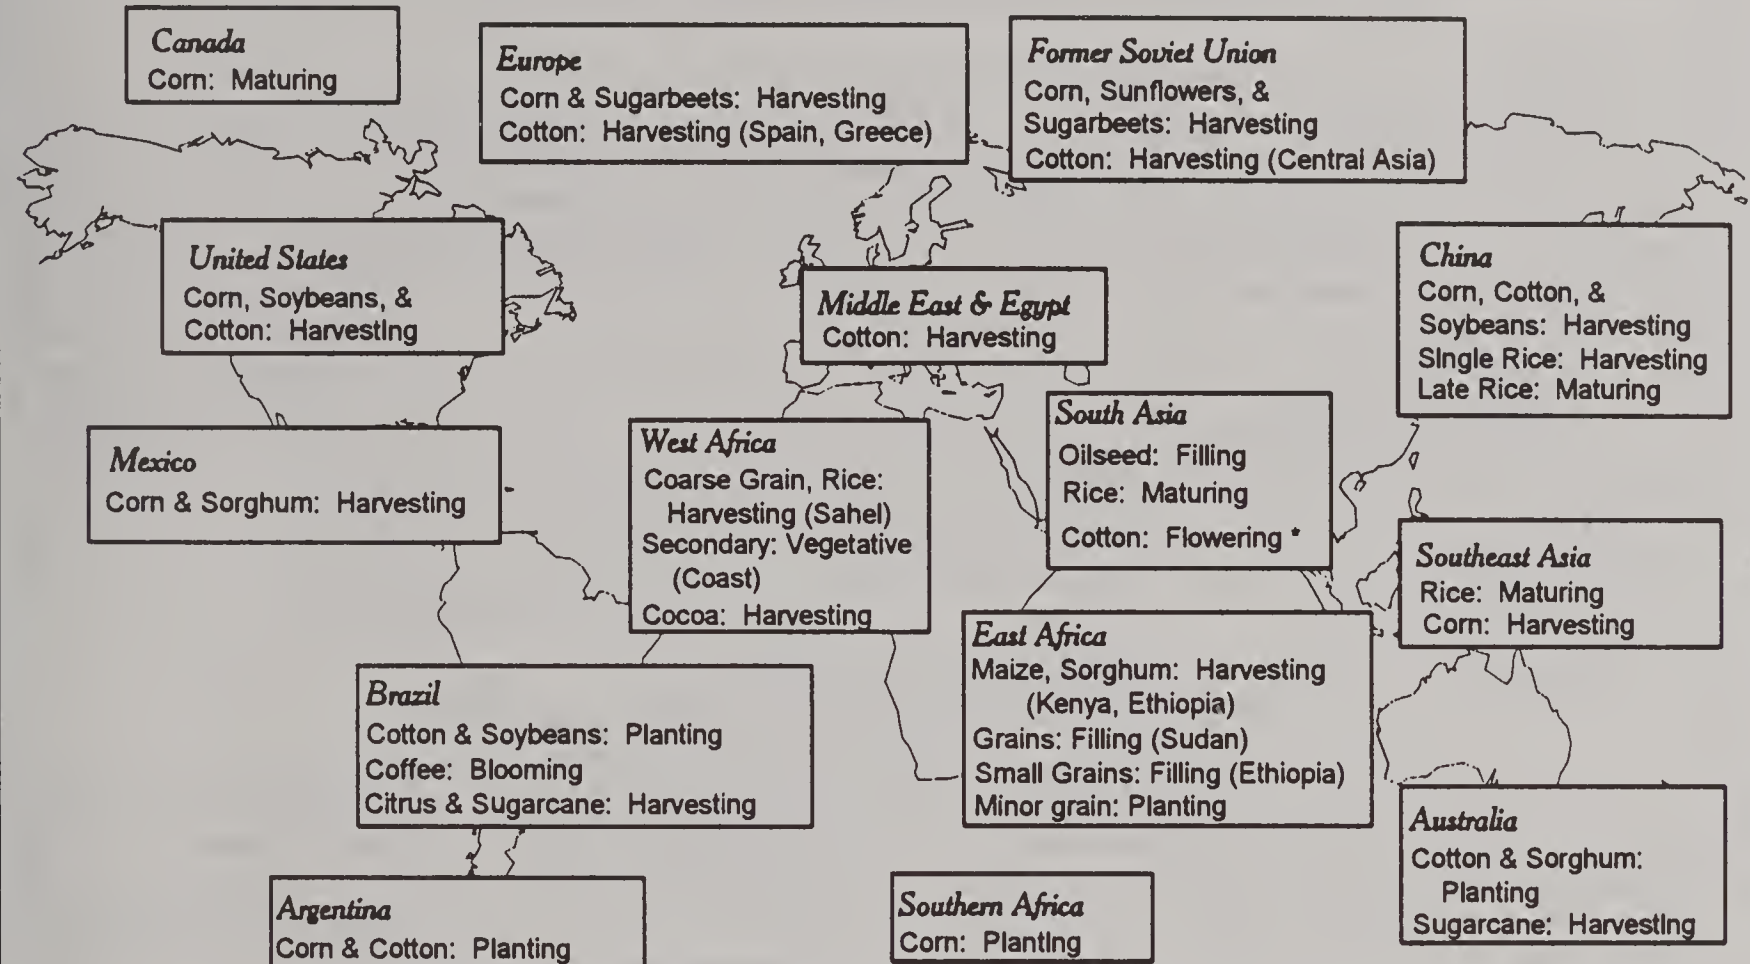 Canada
Corn: Maturing
Europe
Corn & Sugarbeets: Harvesting
Cotton: Harvesting (Spain, Greece)
Former Soviet Union
Corn, Sunflowers, &
Sugarbeets: Harvesting
Cotton: Harvesting (Central Asia)
United States
Corn, Soybeans, &
Cotton: Harvesting
Middle East & Egypt
Cotton: Harvesting
China
Corn, Cotton, &
Soybeans: Harvesting
Single Rice: Harvesting
Late Rice: Maturing
Mexico
Corn & Sorghum: Harvesting
West Africa
Coarse Grain, Rice:
Harvesting (Sahel)
Secondary: Vegetative
(Coast)
Cocoa: Harvesting
South Asia
Oilseed: Filling
Rice: Maturing
Cotton: Flowering *
Southeast Asia
Rice: Maturing
Corn: Harvesting
East Africa
Maize, Sorghum: Harvesting
(Kenya, Ethiopia)
Grains: Filling (Sudan)
Small Grains: Filling (Ethiopia)
Minor grain: Planting
Brazil
Cotton & Soybeans: Planting
Coffee: Blooming
Citrus & Sugarcane: Harvesting
Australia
Cotton & Sorghum:
Planting
Sugarcane: Harvesting
Argentina
Corn & Cotton: Planting
Southern Africa
Corn: Planting